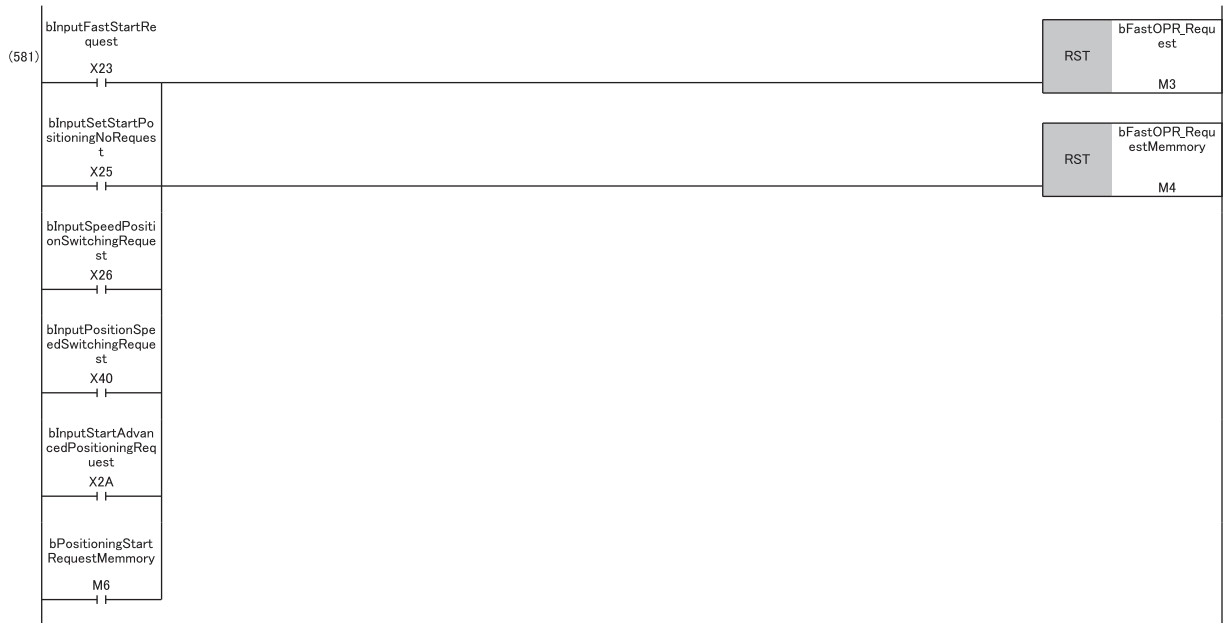 bInputFastStartRe
quest
(581)
X23
RST
bFastOPR_Requ
est
M3
bInputSetStartPo
sitioningNoReques
t
X25
RST
bFastOPR_Requ
estMemmory
M4
bInputSpeedPositi
onSwitchingReque
st
X26
bInputPositionSpe
edSwitchingReque
st
X40
bInputStartAdvan
cedPositioningReq
uest
X2A
bPositioningStart
RequestMemmory
M6